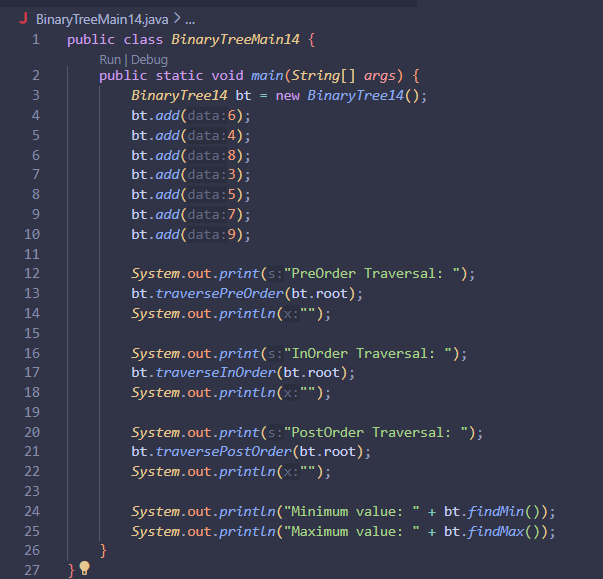 J BinaryTreeMain14.java > ...
1 public class BinaryTreeMain14 {
Run | Debug
2 public static void main(String[] args) {
3 BinaryTree14 bt = new BinaryTree14();
4 bt.add(data:6);
5 bt.add(data:4);
6 bt.add(data:8);
7 bt.add(data:3);
8 bt.add(data:5);
9 bt.add(data:7);
10 bt.add(data:9);
11
12 System.out.print(s:"PreOrder Traversal: ");
13 bt.traversePreOrder(bt.root);
14 System.out.println(x:"");
15
16 System.out.print(s:"InOrder Traversal: ");
17 bt.traverseInOrder(bt.root);
18 System.out.println(x:"");
19
20 System.out.print(s:"PostOrder Traversal: ");
21 bt.traversePostOrder(bt.root);
22 System.out.println(x:"");
23
24 System.out.println("Minimum value: " + bt.findMin());
25 System.out.println("Maximum value: " + bt.findMax());
26 }
27 }